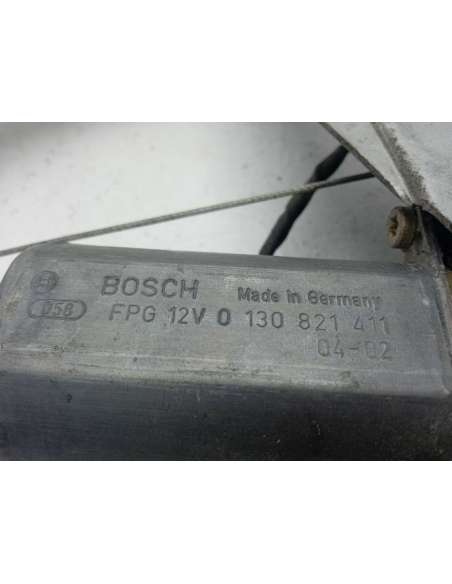 BOSCH Made in Germany
058 FPG 12V 0 130 821 411
04-02